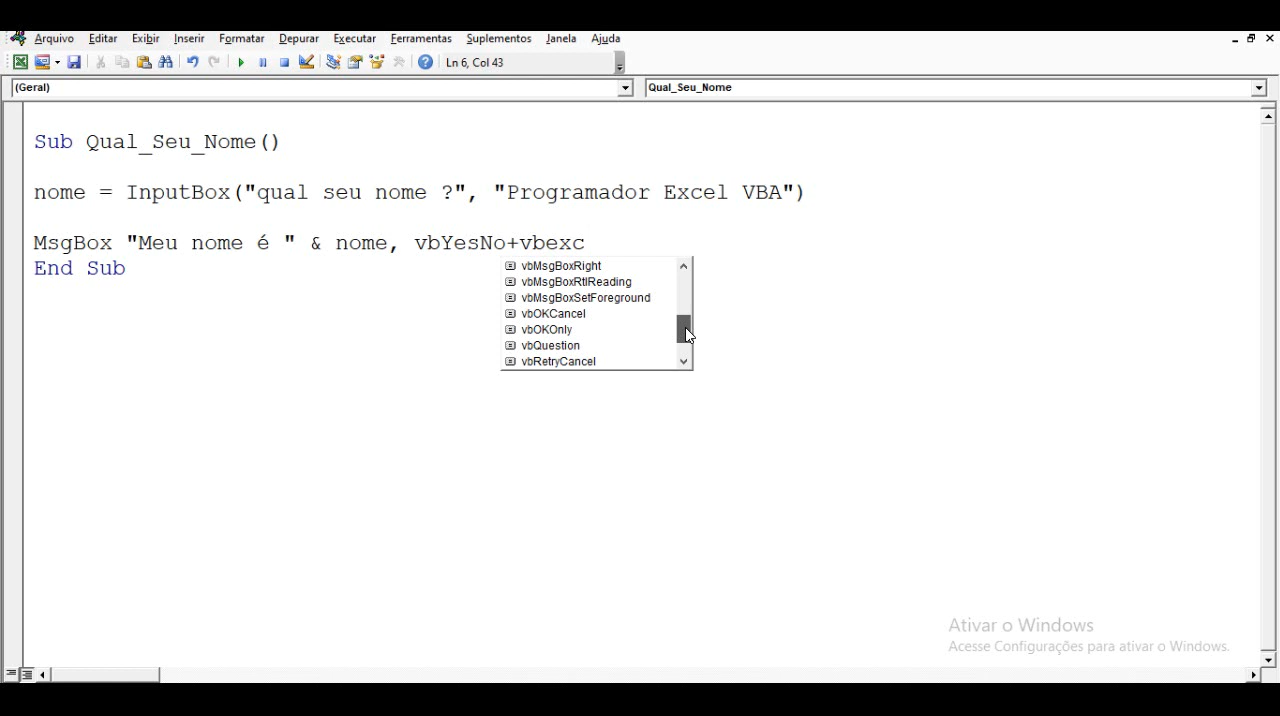 Arquivo Editar Exibir Inserir Formatar Depurar Executar Ferramentas Suplementos Janela Ajuda
Ln 6, Col 43
(Geral) Qual_Seu_Nome
Sub Qual_Seu_Nome()
nome = InputBox("qual seu nome ?", "Programador Excel VBA")
MsgBox "Meu nome é " & nome, vbYesNo+vbexc
End Sub
vbMsgBoxRight
vbMsgBoxRtlReading
vbMsgBoxSetForeground
vbOKCancel
vbOKOnly
vbQuestion
vbRetryCancel
Ativar o Windows
Acesse Configurações para ativar o Windows.